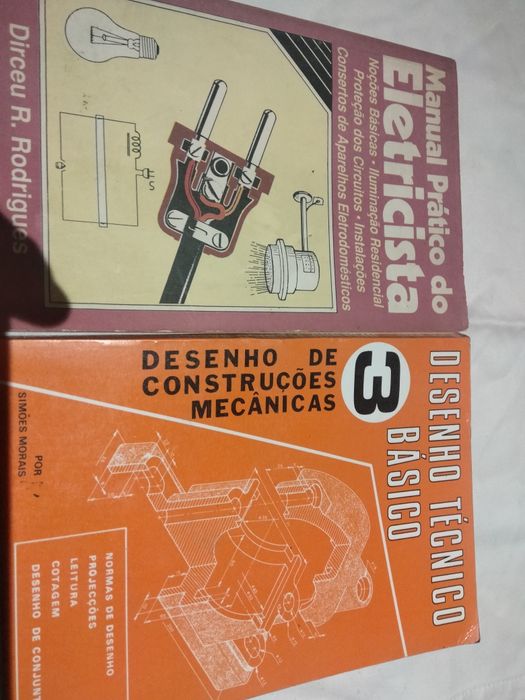 Manual Prático do
Eletricista
Noções Básicas • Iluminação Residencial
Proteção dos Circuitos • Instalações
Consertos de Aparelhos Eletrodomésticos
S
Dirceu R. Rodrigues
DESENHO TÉCNICO
BÁSICO
3
DESENHO DE
CONSTRUÇÕES
MECÂNICAS
POR
SIMÕES MORAIS
NORMAS DE DESENHO
PROJECÇÕES
LEITURA
COTAGEM
DESENHO DE CONJUNT